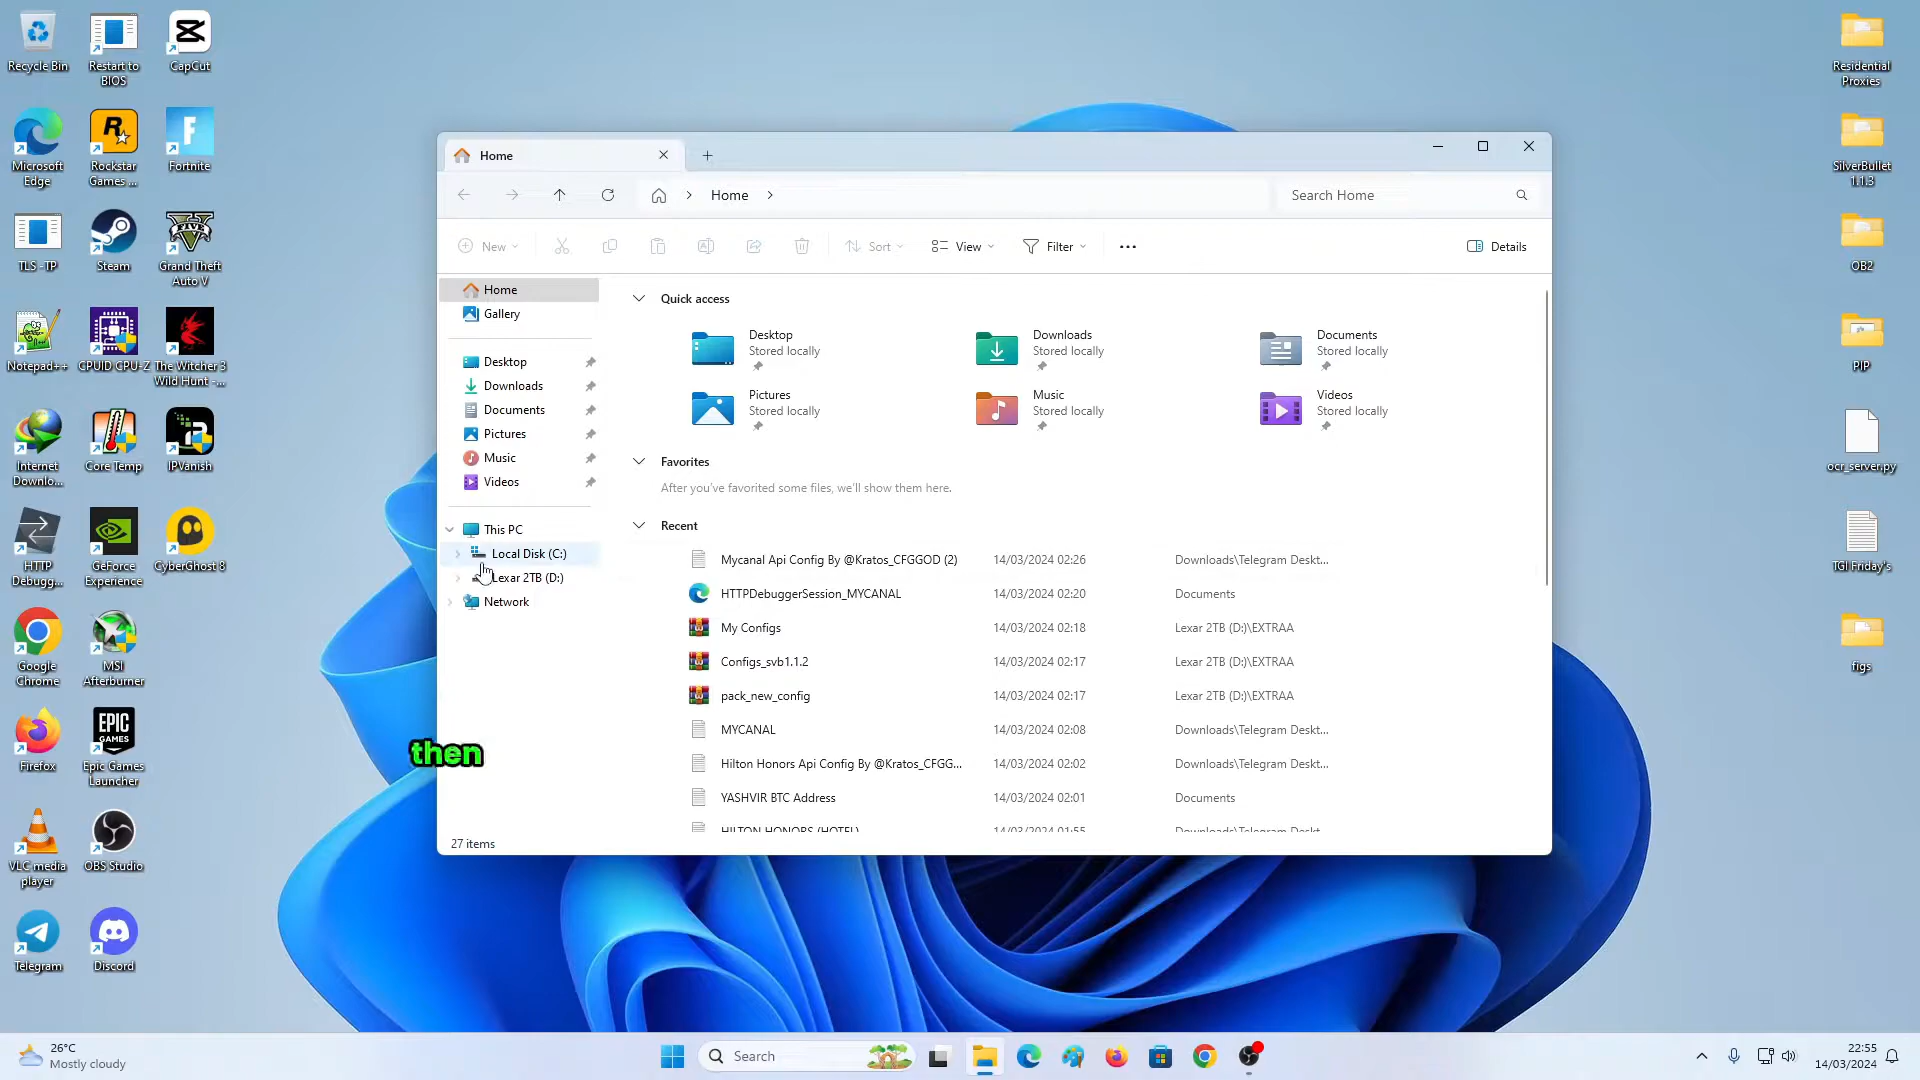 Recycle Bin
Restart to
BIOS
CapCut
Microsoft
Edge
Rockstar
Games ...
Fortnite
TLS - TP
Steam
Grand Theft
Auto V
Notepad++
CPUID CPU-Z
The Witcher 3
Wild Hunt -...
Internet
Downlo...
Core Temp
IPVanish
HTTP
Debugg...
GeForce
Experience
CyberGhost 8
Google
Chrome
MSI
Afterburner
Firefox
EPIC
GAMES
Epic Games
Launcher
VLC media
player
OBS Studio
Telegram
Discord
Home
Home
Search Home
New
Sort
View
Filter
Details
Home
Gallery
Desktop
Downloads
Documents
Pictures
Music
Videos
This PC
Local Disk (C:)
Lexar 2TB (D:)
Network
Quick access
Desktop
Stored locally
Downloads
Stored locally
Documents
Stored locally
Pictures
Stored locally
Music
Stored locally
Videos
Stored locally
Favorites
After you've favorited some files, we'll show them here.
Recent
Mycanal Api Config By @Kratos_CFGGOD (2) 14/03/2024 02:26 Downloads\Telegram Deskt...
HTTPDebuggerSession_MYCANAL 14/03/2024 02:20 Documents
My Configs 14/03/2024 02:18 Lexar 2TB (D:)\EXTRAA
Configs_svb1.1.2 14/03/2024 02:17 Lexar 2TB (D:)\EXTRAA
pack_new_config 14/03/2024 02:17 Lexar 2TB (D:)\EXTRAA
MYCANAL 14/03/2024 02:08 Downloads\Telegram Deskt...
Hilton Honors Api Config By @Kratos_CFGG... 14/03/2024 02:02 Downloads\Telegram Deskt...
YASHVIR BTC Address 14/03/2024 02:01 Documents
HILTON HONORS (HOTEL) 14/03/2024 01:55 Downloads\Telegram Deskt...
27 items
then
Residential
Proxies
SilverBullet
1.1.3
OB2
PIP
ocr_server.py
TGI Friday's
figs
26°C
Mostly cloudy
Search
22:55
14/03/2024